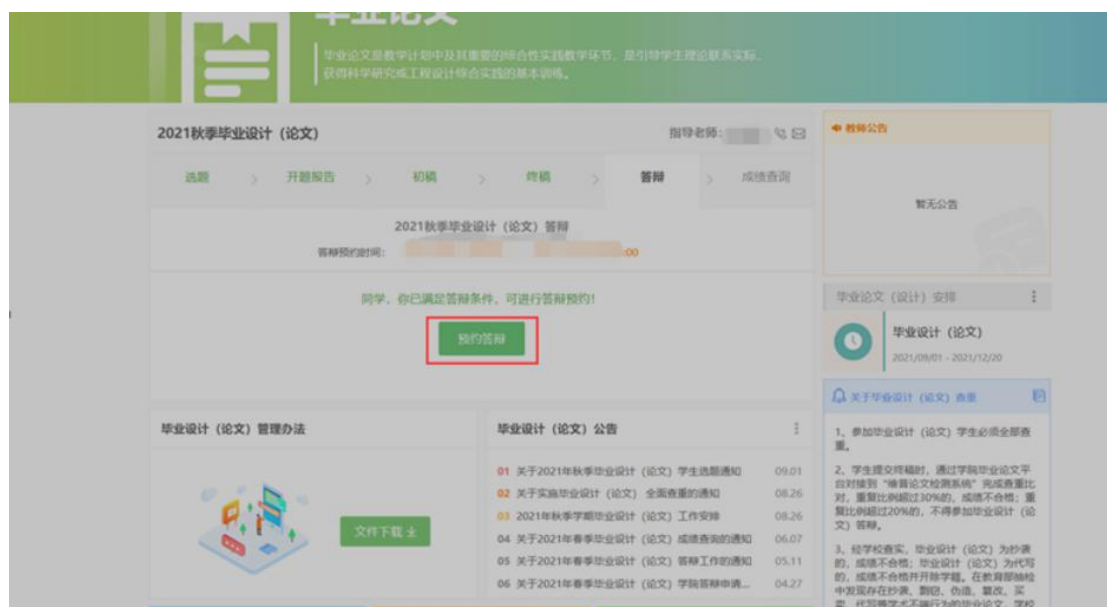 毕业论文
毕业论文是教学计划中及其重要的综合性实践教学环节，是引导学生理论联系实际、
获得科学研究或工程设计综合实践的基本训练。
2021秋季毕业设计（论文）
指导老师：
选题 > 开题报告 > 初稿 > 终稿 > 答辩 > 成绩查询
2021秋季毕业设计（论文）答辩
答辩预约时间：
:00
同学，你已满足答辩条件，可进行答辩预约!
预约答辩
毕业设计（论文）管理办法
文件下载
毕业设计（论文）公告
01 关于2021年秋季毕业设计（论文）学生选题通知 09.01
02 关于实施毕业设计（论文） 全面查重的通知 08.26
03 2021年秋季学期毕业设计（论文）工作安排 08.26
04 关于2021年春季毕业设计（论文）成绩查询的通知 06.07
05 关于2021年春季毕业设计（论文）答辩工作的通知 05.11
06 关于2021年春季毕业设计（论文）学院答辩申请... 04.27
教师公告
暂无公告
毕业论文（设计）安排
毕业设计（论文）
2021/09/01 - 2021/12/20
关于毕业设计（论文）查重
1、参加毕业设计（论文）学生必须全部查
重。
2、学生提交终稿时，通过学院毕业论文平
台对接到“维普论文检测系统”完成查重比
对，重复比例超过30%的，成绩不合格；重
复比例超过20%的，不得参加毕业设计（论
文）答辩。
3、经学校查实，毕业设计（论文）为抄袭
的，成绩不合格；毕业设计（论文）为代写
的，成绩不合格并开除学籍。在教育部抽检
中发现存在抄袭、剽窃、伪造、篡改、买
卖、代写等学术不端行为的毕业论文，学校